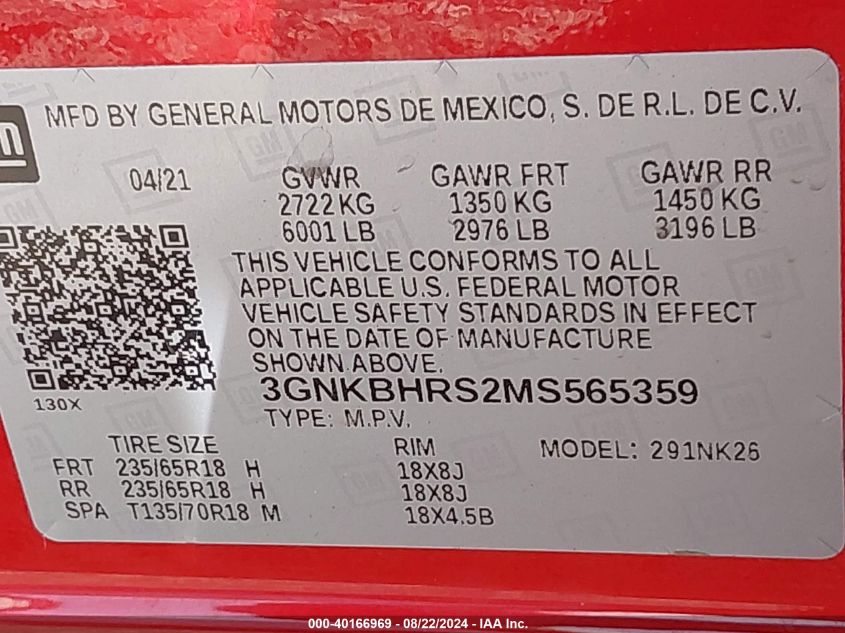 MFD BY GENERAL MOTORS DE MEXICO, S. DE R.L. DE C.V.
04/21 GVWR GAWR FRT GAWR RR
2722 KG 1350 KG 1450 KG
6001 LB 2976 LB 3196 LB
THIS VEHICLE CONFORMS TO ALL
APPLICABLE U.S. FEDERAL MOTOR
VEHICLE SAFETY STANDARDS IN EFFECT
ON THE DATE OF MANUFACTURE
SHOWN ABOVE.
3GNKBHRS2MS565359
130X
TYPE: M.P.V.
TIRE SIZE RIM MODEL: 291NK26
FRT 235/65R18 H 18X8J
RR 235/65R18 H 18X8J
SPA T135/70R18 M 18X4.5B
000-40166969 / 08/22/2024 - IAA Inc.